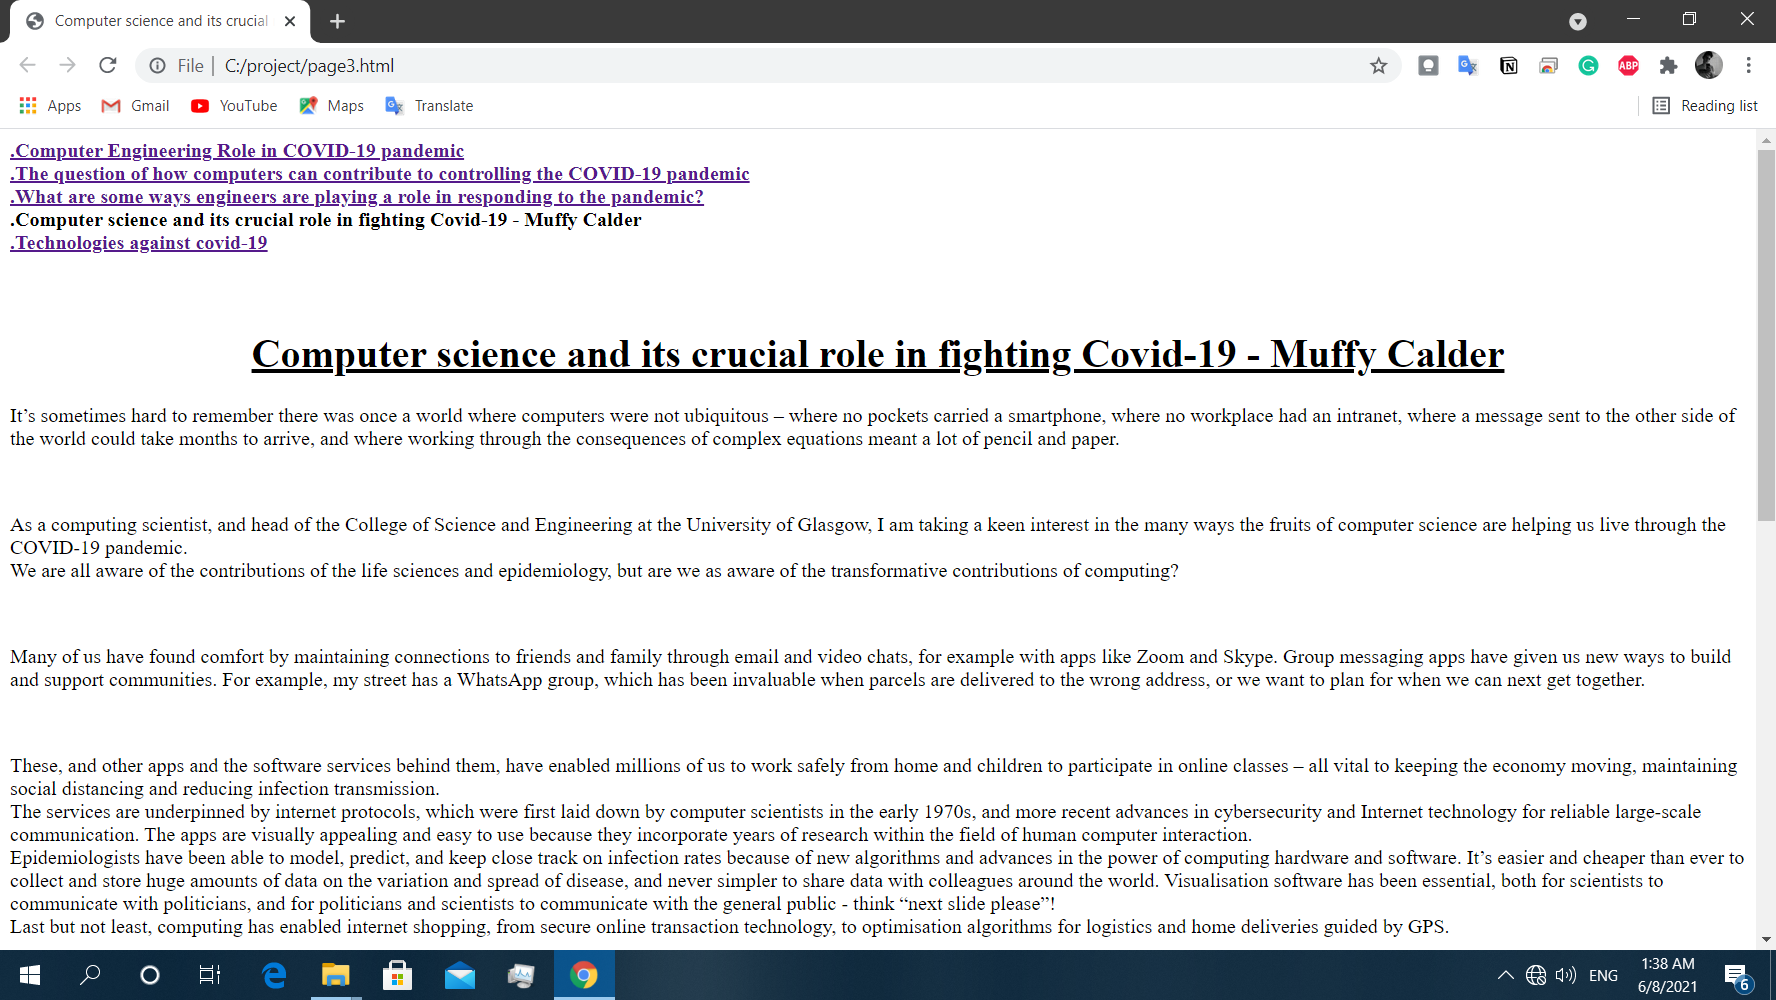 Computer science and its crucial
File | C:/project/page3.html
ABP
Apps Gmail YouTube Maps Translate Reading list
.Computer Engineering Role in COVID-19 pandemic
.The question of how computers can contribute to controlling the COVID-19 pandemic
.What are some ways engineers are playing a role in responding to the pandemic?
.Computer science and its crucial role in fighting Covid-19 - Muffy Calder
.Technologies against covid-19
Computer science and its crucial role in fighting Covid-19 - Muffy Calder
It’s sometimes hard to remember there was once a world where computers were not ubiquitous – where no pockets carried a smartphone, where no workplace had an intranet, where a message sent to the other side of
the world could take months to arrive, and where working through the consequences of complex equations meant a lot of pencil and paper.
As a computing scientist, and head of the College of Science and Engineering at the University of Glasgow, I am taking a keen interest in the many ways the fruits of computer science are helping us live through the
COVID-19 pandemic.
We are all aware of the contributions of the life sciences and epidemiology, but are we as aware of the transformative contributions of computing?
Many of us have found comfort by maintaining connections to friends and family through email and video chats, for example with apps like Zoom and Skype. Group messaging apps have given us new ways to build
and support communities. For example, my street has a WhatsApp group, which has been invaluable when parcels are delivered to the wrong address, or we want to plan for when we can next get together.
These, and other apps and the software services behind them, have enabled millions of us to work safely from home and children to participate in online classes – all vital to keeping the economy moving, maintaining
social distancing and reducing infection transmission.
The services are underpinned by internet protocols, which were first laid down by computer scientists in the early 1970s, and more recent advances in cybersecurity and Internet technology for reliable large-scale
communication. The apps are visually appealing and easy to use because they incorporate years of research within the field of human computer interaction.
Epidemiologists have been able to model, predict, and keep close track on infection rates because of new algorithms and advances in the power of computing hardware and software. It’s easier and cheaper than ever to
collect and store huge amounts of data on the variation and spread of disease, and never simpler to share data with colleagues around the world. Visualisation software has been essential, both for scientists to
communicate with politicians, and for politicians and scientists to communicate with the general public - think “next slide please”!
Last but not least, computing has enabled internet shopping, from secure online transaction technology, to optimisation algorithms for logistics and home deliveries guided by GPS.
ENG
1:38 AM
6/8/2021
6